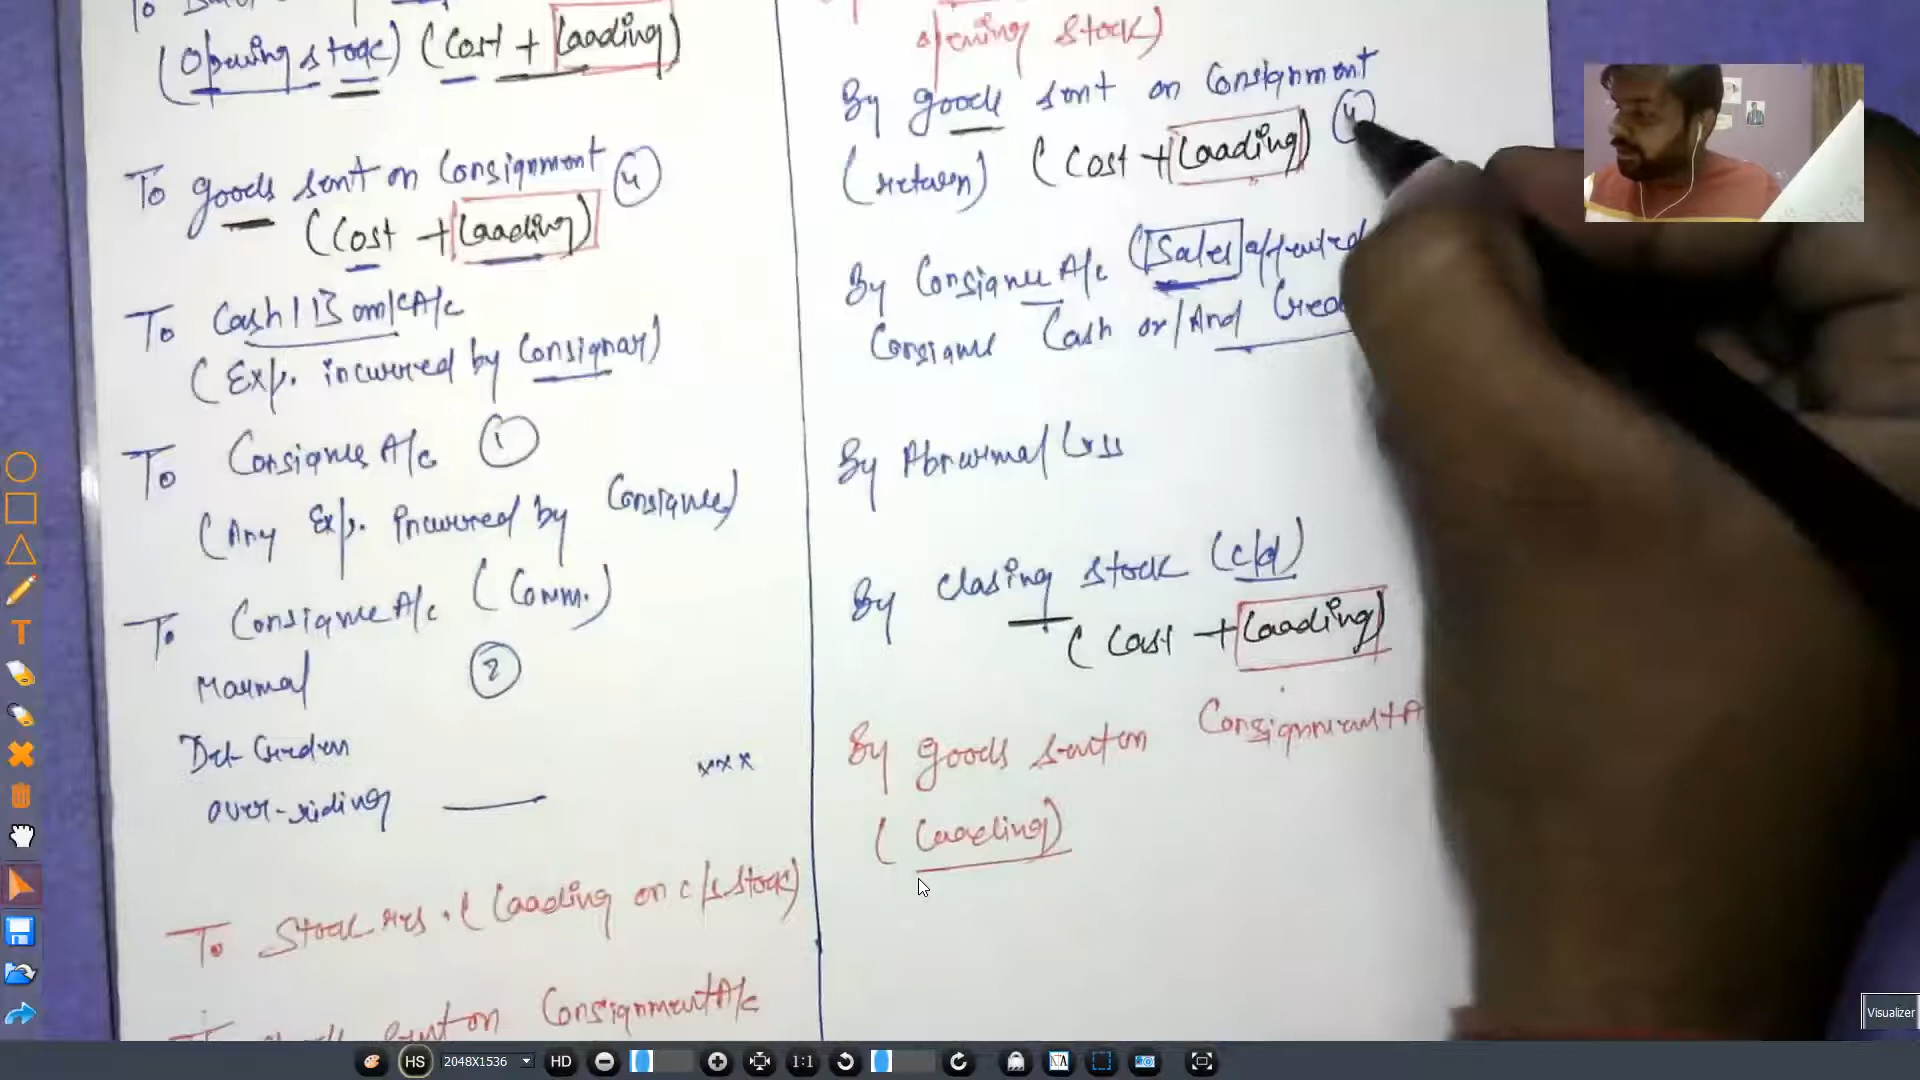 (Opening stock) (Cost + Loading)
To goods sent on Consignment 4
(Cost + Loading)
To Cash / Bank A/c
(Exp. incurred by Consignor)
To Consignee A/c 1
(Any Exp. incurred by Consignee)
To Consignee A/c (Comm.)
Normal 2
Del-Credere
over-riding xxx
To Stock res. (Loading on c/s stock)
sent on Consignment A/c
opening stock)
By goods sent on Consignment
(return) (Cost + Loading) 4
By Consignee A/c (Sales effected
Consignee Cash or/And
By Abnormal Loss
By Closing stock (c/d)
(Cost + Loading)
By goods sent on Consignment A
(Loading)
Visualizer
T
HS
2048X1536
HD
1:1